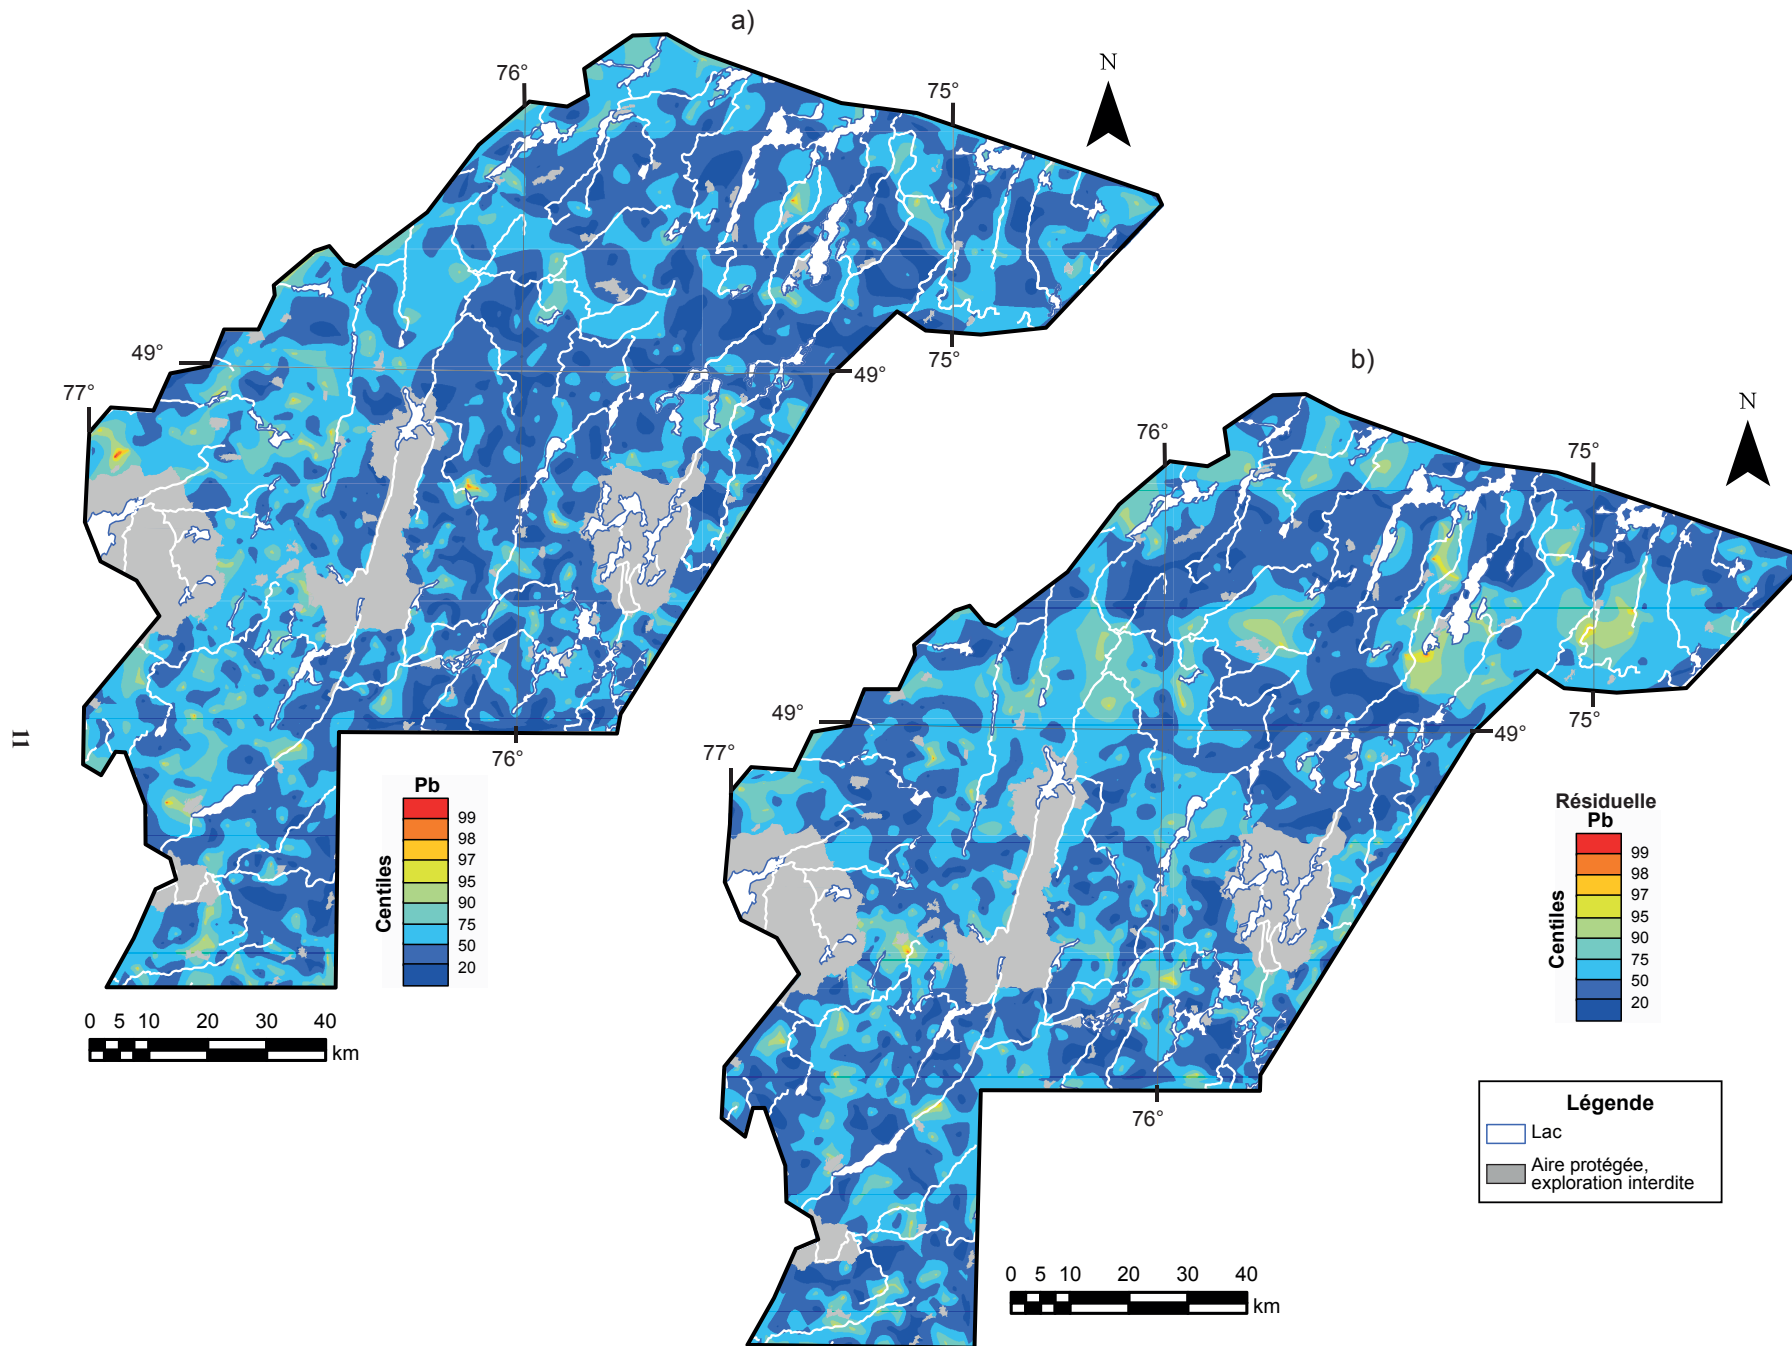 a)
N
76°
75°
49°
77°
75°
49°
76°
Pb
Centiles
99
98
97
95
90
75
50
20
0 5 10 20 30 40
km
b)
N
76°
75°
49°
77°
75°
49°
76°
Résiduelle
Pb
Centiles
99
98
97
95
90
75
50
20
Légende
Lac
Aire protégée,
exploration interdite
0 5 10 20 30 40
km
11